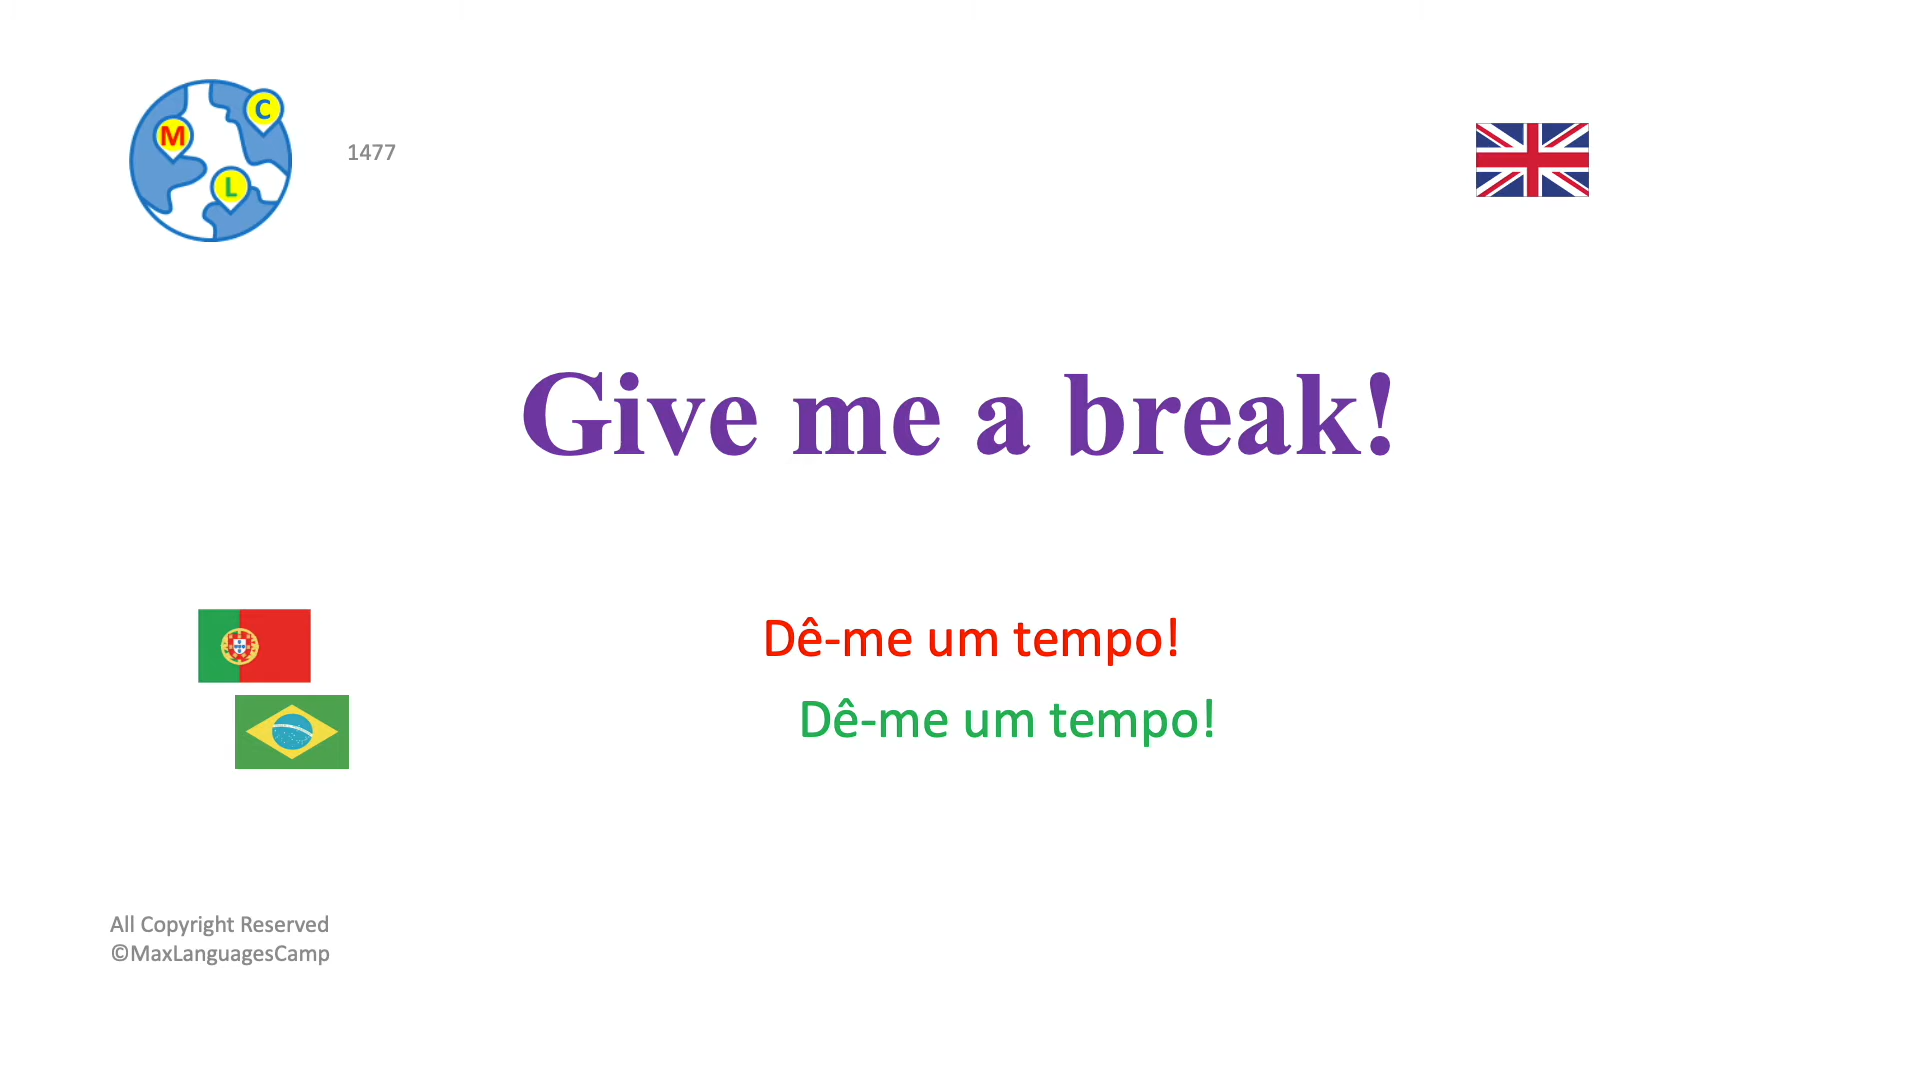 C
M
1477
L
Give me a break!
Dê-me um tempo!
Dê-me um tempo!
All Copyright Reserved
©MaxLanguagesCamp